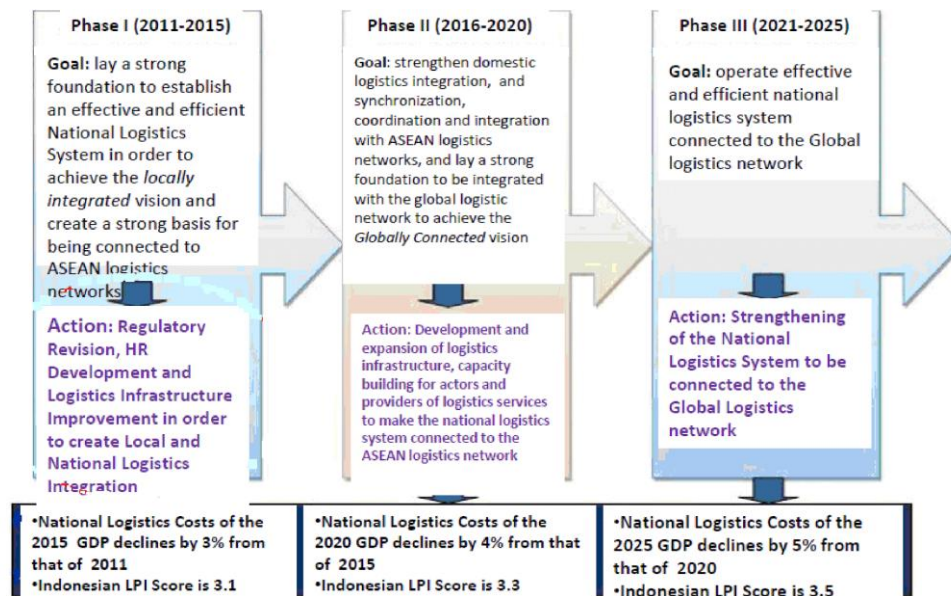 Phase I (2011-2015)
Goal: lay a strong
foundation to establish
an effective and efficient
National Logistics
System in order to
achieve the locally
integrated vision and
create a strong basis for
being connected to
ASEAN logistics
networks
Action: Regulatory
Revision, HR
Development and
Logistics Infrastructure
Improvement in order
to create Local and
National Logistics
Integration
•National Logistics Costs of the
2015 GDP declines by 3% from
that of 2011
•Indonesian LPI Score is 3.1
Phase II (2016-2020)
Goal: strengthen domestic
logistics integration, and
synchronization,
coordination and integration
with ASEAN logistics
networks, and lay a strong
foundation to be integrated
with the global logistic
network to achieve the
Globally Connected vision
Action: Development and
expansion of logistics
infrastructure, capacity
building for actors and
providers of logistics services
to make the national logistics
system connected to the
ASEAN logistics network
•National Logistics Costs of the
2020 GDP declines by 4% from that
of 2015
•Indonesian LPI Score is 3.3
Phase III (2021-2025)
Goal: operate effective
and efficient national
logistics system
connected to the Global
logistics network
Action: Strengthening
of the National
Logistics System to be
connected to the
Global Logistics
network
•National Logistics Costs of the
2025 GDP declines by 5% from
that of 2020
•Indonesian LPI Score is 3.5